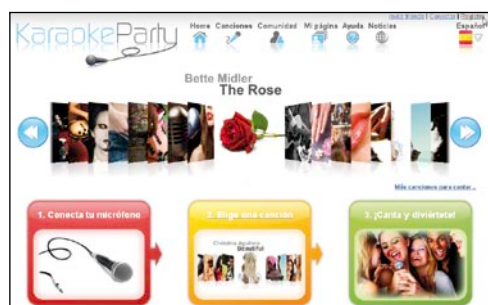 KaraokeParty
Home Canciones Comunidad Mi página Ayuda Noticias
Español
Bette Midler
The Rose
Más canciones para cantar...
1. Conecta tu micrófono
2. Elige una canción
3. ¡Canta y diviértete!
Christina Aguilera
Beautiful